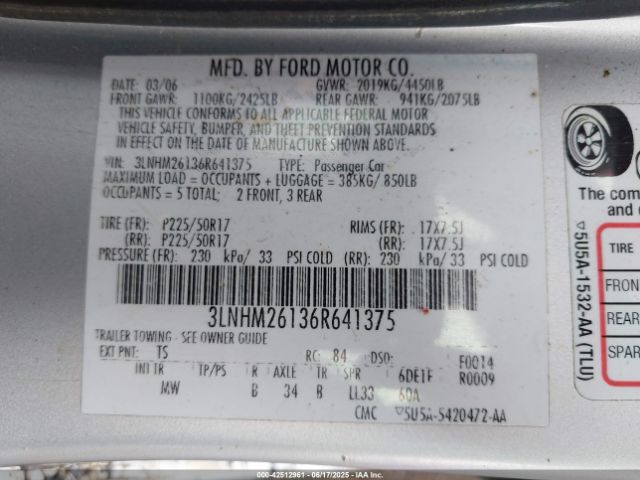 MFD. BY FORD MOTOR CO.
DATE: 03/06 GVWR: 2019KG/4450LB
FRONT GAWR: 1100KG/2425LB REAR GAWR: 941KG/2075LB
THIS VEHICLE CONFORMS TO ALL APPLICABLE FEDERAL MOTOR
VEHICLE SAFETY, BUMPER, AND THEFT PREVENTION STANDARDS
IN EFFECT ON THE DATE OF MANUFACTURE SHOWN ABOVE.
VIN: 3LNHM26136R641375 TYPE: Passenger Car
MAXIMUM LOAD = OCCUPANTS + LUGGAGE = 385KG/ 850LB
OCCUPANTS = 5 TOTAL; 2 FRONT, 3 REAR
TIRE (FR): P225/50R17 RIMS (FR): 17X7.5J
(RR): P225/50R17 (RR): 17X7.5J
PRESSURE (FR): 230 kPa/ 33 PSI COLD (RR): 230 kPa/ 33 PSI COLD
3LNHM26136R641375
TRAILER TOWING - SEE OWNER GUIDE
EXT PNT: TS RC: 84 DSO: F0014
INT TR TP/PS R AXLE TR SPR 6DE1F R0009
MW B 34 B LL33 60A
CMC ▽5U5A-5420472-AA
The com
and c
TIRE
FRON
REAR
SPAR
▽5U5A-1532-AA (TLU)
000-42512961 - 06/17/2025 - IAAI CORPORATE